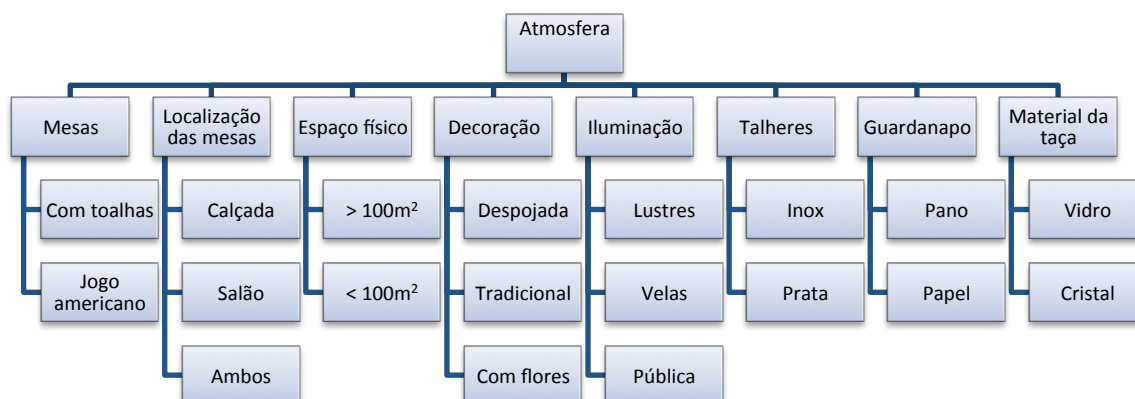 Atmosfera
Mesas
Localização
das mesas
Espaço físico
Decoração
Iluminação
Talheres
Guardanapo
Material da
taça
Com toalhas
Calçada
> 100m²
Despojada
Lustres
Inox
Pano
Vidro
Jogo
americano
Salão
< 100m²
Tradicional
Velas
Prata
Papel
Cristal
Ambos
Com flores
Pública